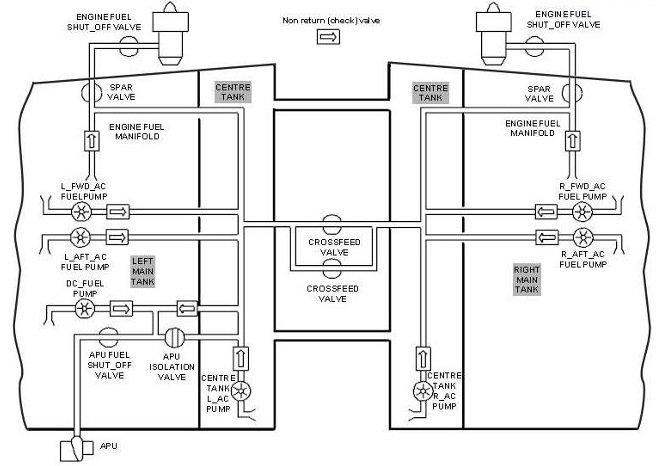 ENGINE FUEL
SHUT_OFF VALVE
Non return (check) valve
ENGINE FUEL
SHUT_OFF VALVE
SPAR
VALVE
CENTRE
TANK
CENTRE
TANK
SPAR
VALVE
ENGINE FUEL
MANIFOLD
ENGINE FUEL
MANIFOLD
L_FWD_AC
FUEL PUMP
R_FWD_AC
FUEL PUMP
L_AFT_AC
FUEL PUMP
CROSSFEED
VALVE
R_AFT_AC
FUEL PUMP
LEFT
MAIN
TANK
RIGHT
MAIN
TANK
DC_FUEL
PUMP
CROSSFEED
VALVE
APU FUEL
SHUT_OFF
VALVE
APU
ISOLATION
VALVE
CENTRE
TANK
L_AC
PUMP
CENTRE
TANK
R_AC
PUMP
APU